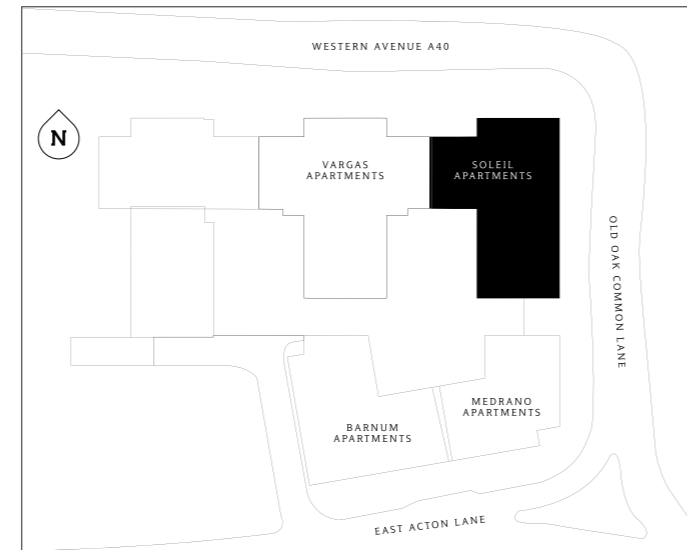 WESTERN AVENUE A40
N
VARGAS
APARTMENTS
SOLEIL
APARTMENTS
OLD OAK COMMON LANE
MEDRANO
APARTMENTS
BARNUM
APARTMENTS
EAST ACTON LANE